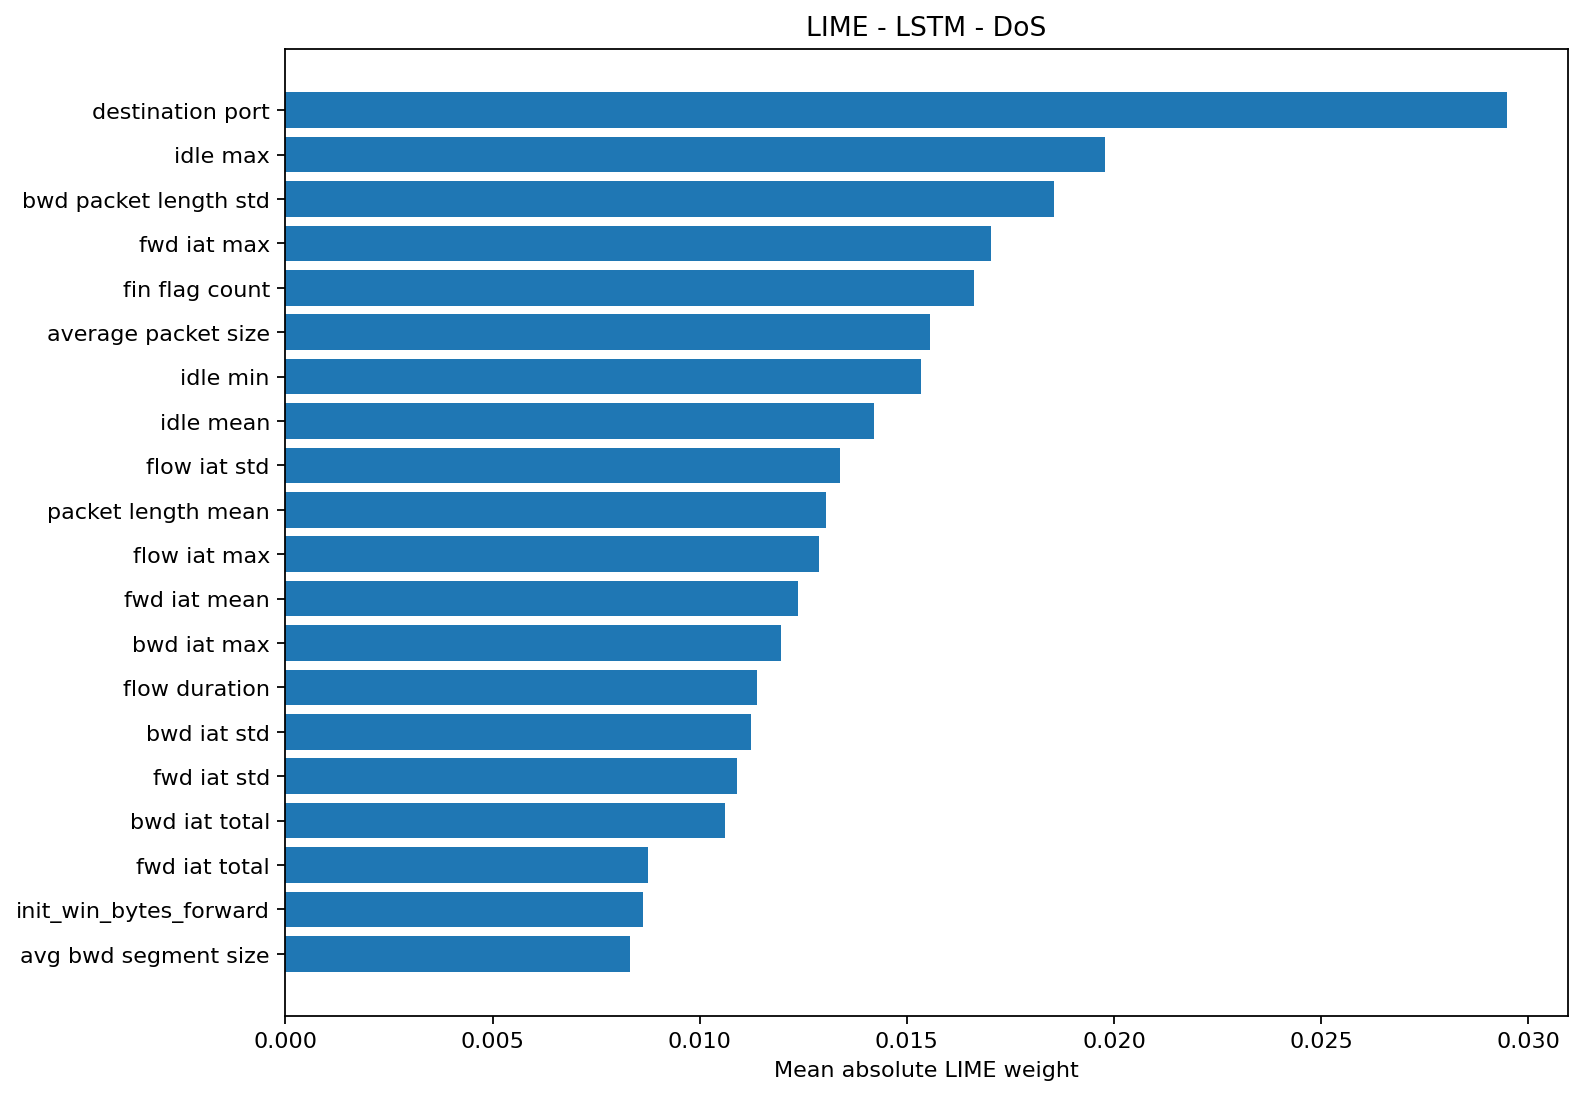 LIME - LSTM - DoS
destination port
idle max
bwd packet length std
fwd iat max
fin flag count
average packet size
idle min
idle mean
flow iat std
packet length mean
flow iat max
fwd iat mean
bwd iat max
flow duration
bwd iat std
fwd iat std
bwd iat total
fwd iat total
init_win_bytes_forward
avg bwd segment size
0.000 0.005 0.010 0.015 0.020 0.025 0.030
Mean absolute LIME weight